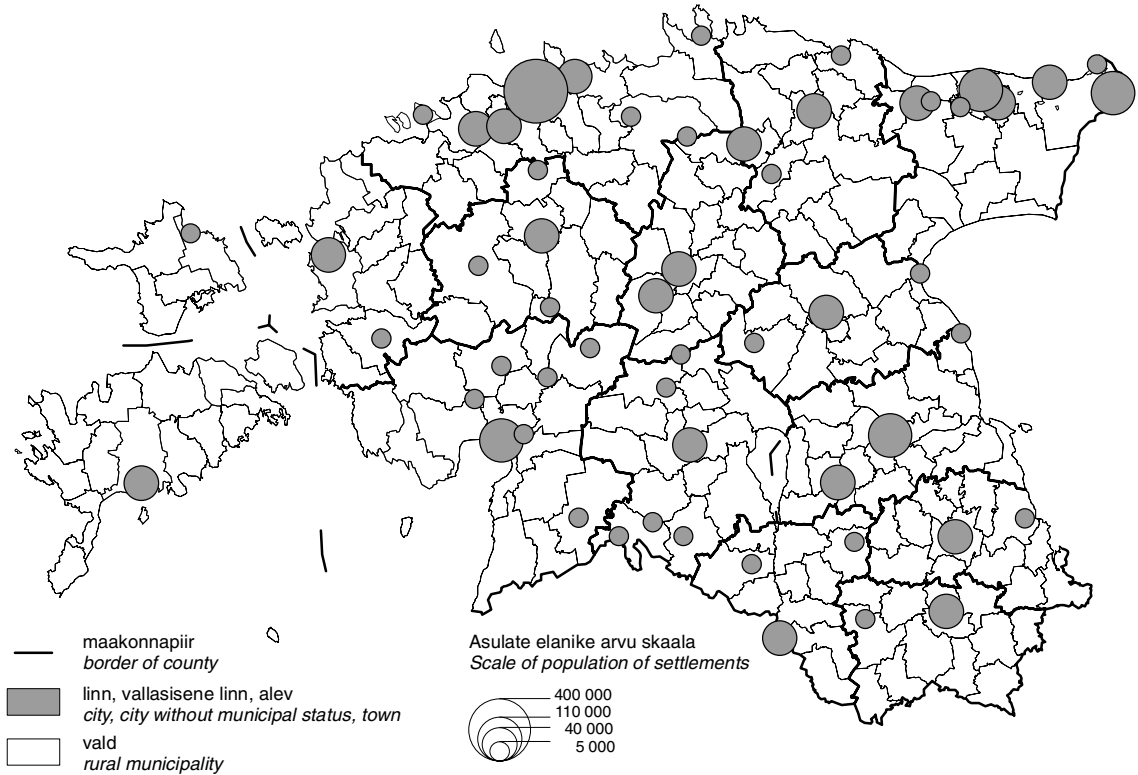 maakonnapiir
border of county
linn, vallasisene linn, alev
city, city without municipal status, town
vald
rural municipality
Asulate elanike arvu skaala
Scale of population of settlements
400 000
110 000
40 000
5 000